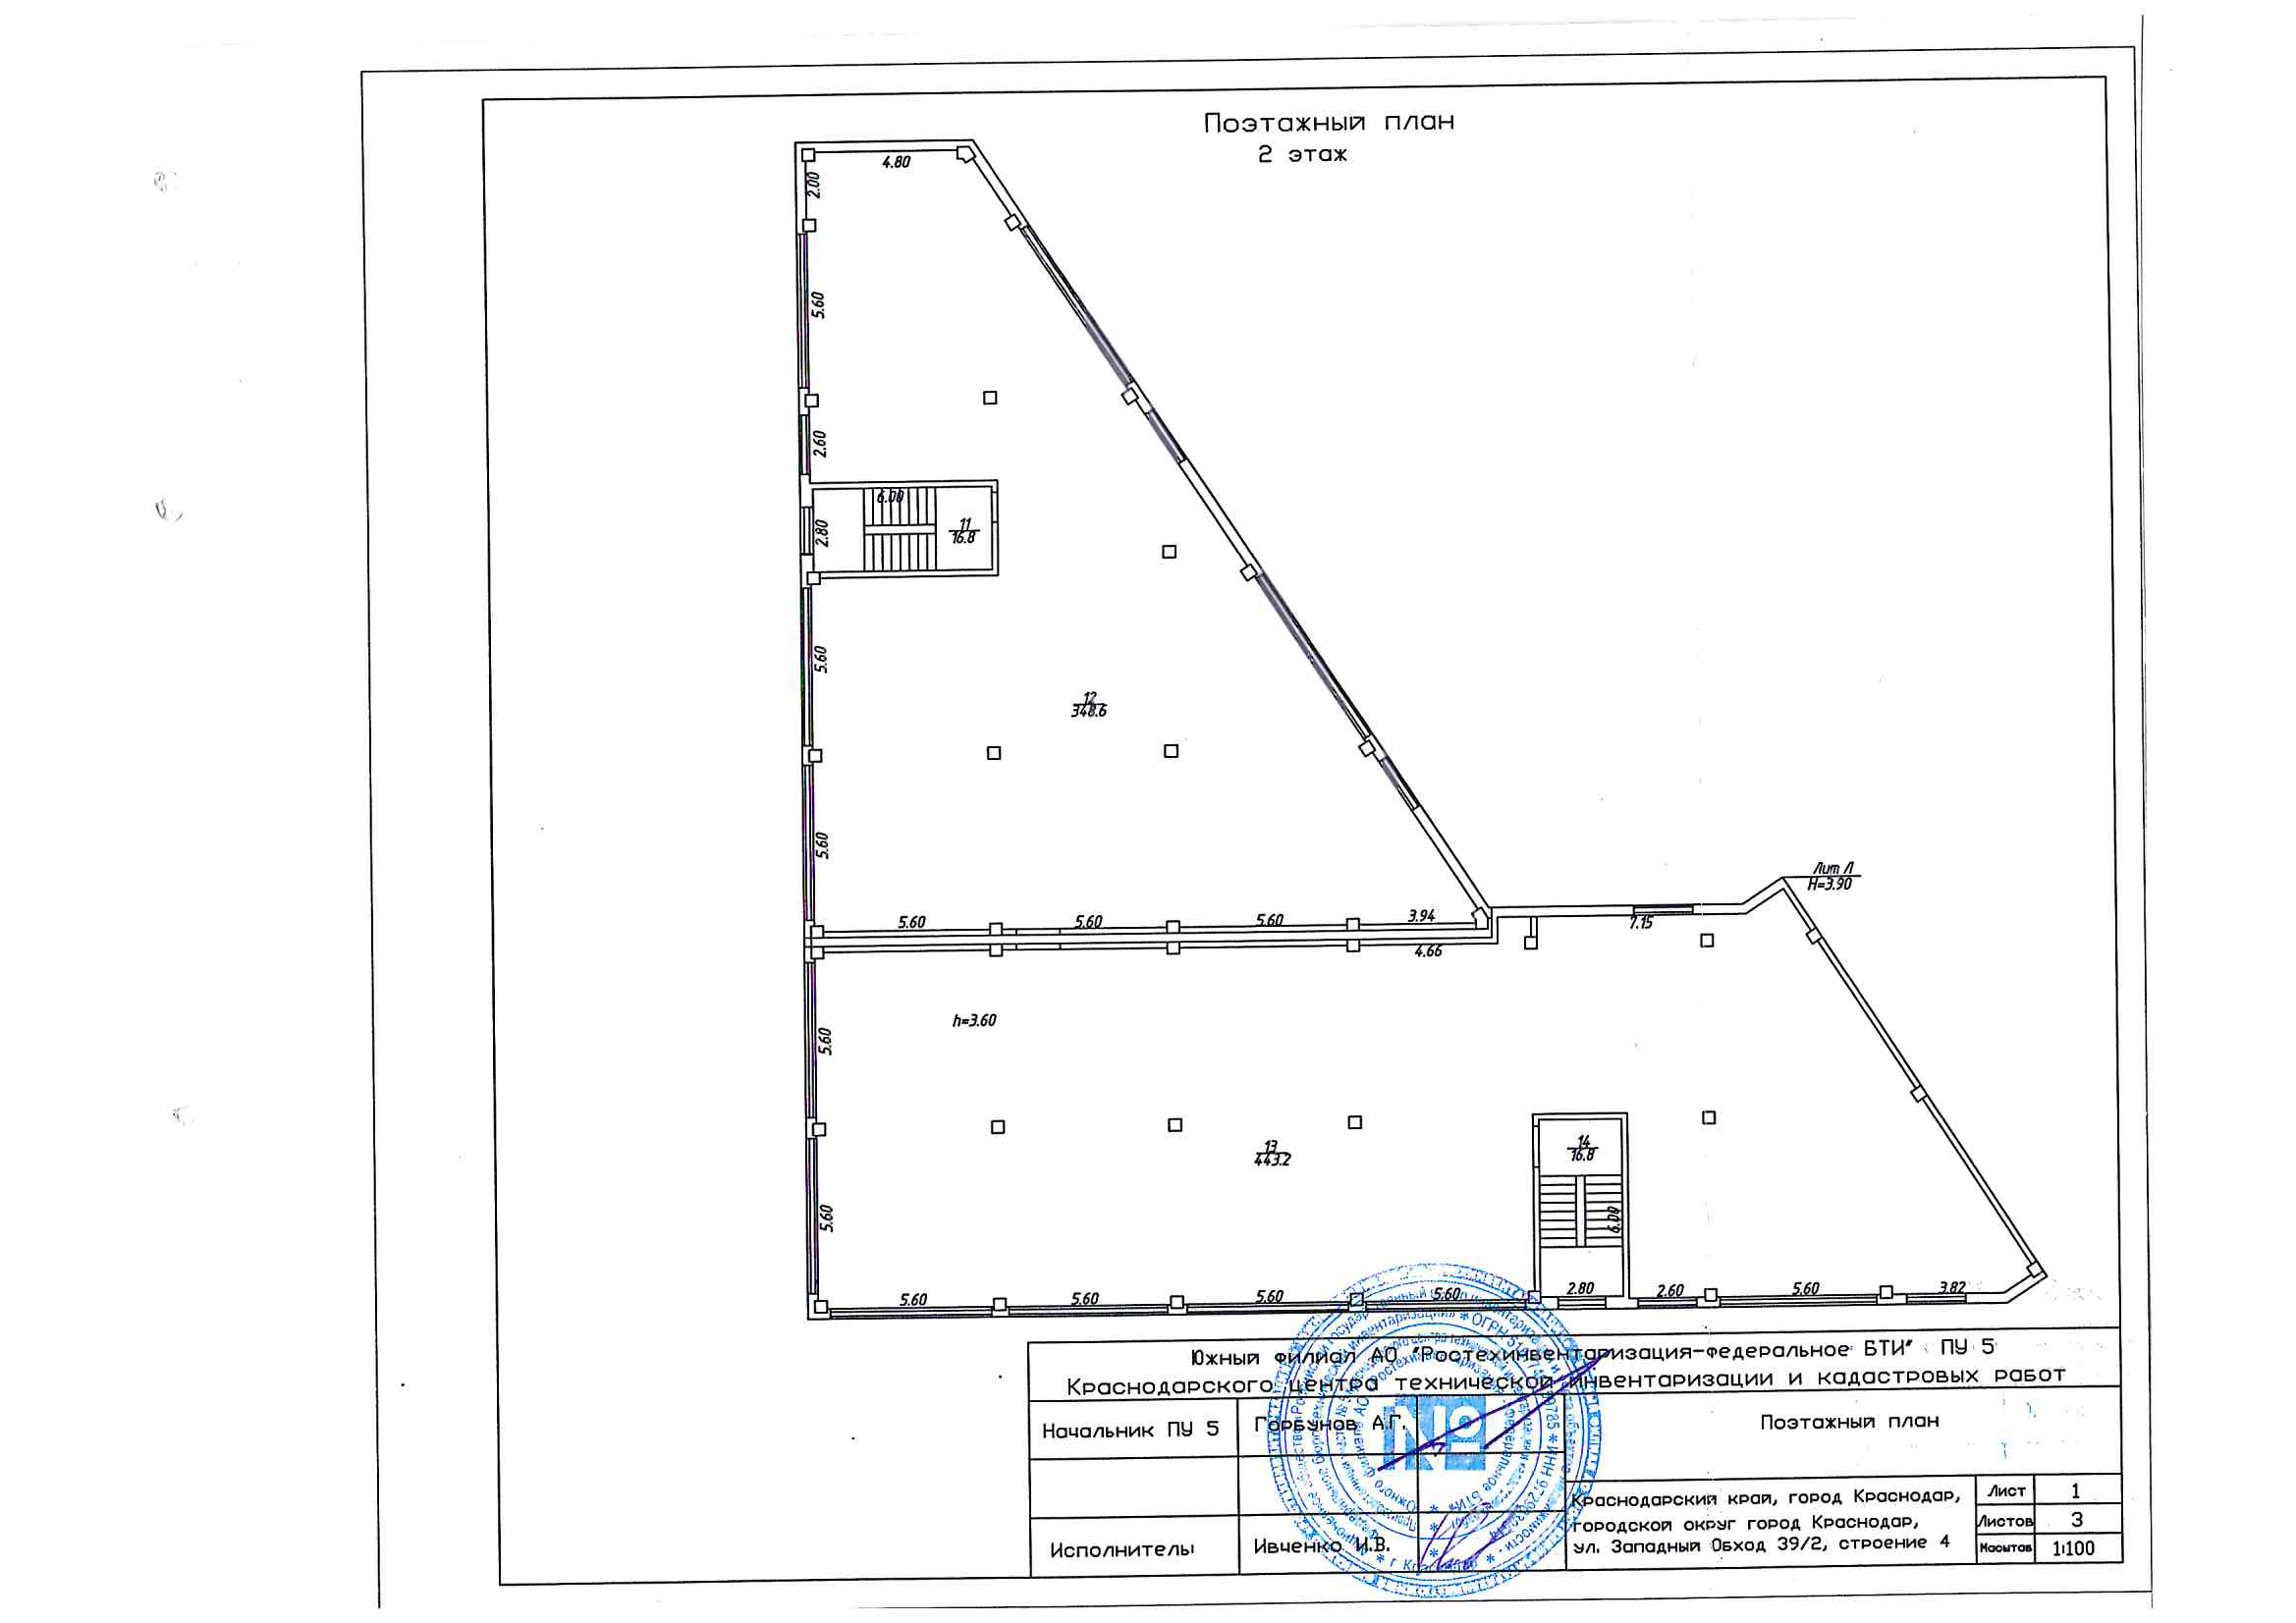 Поэтажный план
2 этаж
4.80
2.00
5.60
2.60
6.00
11
16.8
2.80
5.60
12
348.6
5.60
Лит Л
H=3.90
5.60
5.60
5.60
3.94
7.15
4.66
h=3.60
5.60
13
443.2
14
16.8
5.60
6.00
5.60
5.60
5.60
5.60
2.80
2.60
5.60
3.82
Южный филиал АО "Ростехинвентаризация-Федеральное БТИ" ПУ 5
Краснодарского центра технической инвентаризации и кадастровых работ
Начальник ПУ 5
Горбунов А.Г.
Поэтажный план
Исполнители
Ивченко И.В.
Краснодарский край, город Краснодар,
городской округ город Краснодар,
ул. Западный Обход 39/2, строение 4
Лист
1
Листов
3
Масштаб
1:100